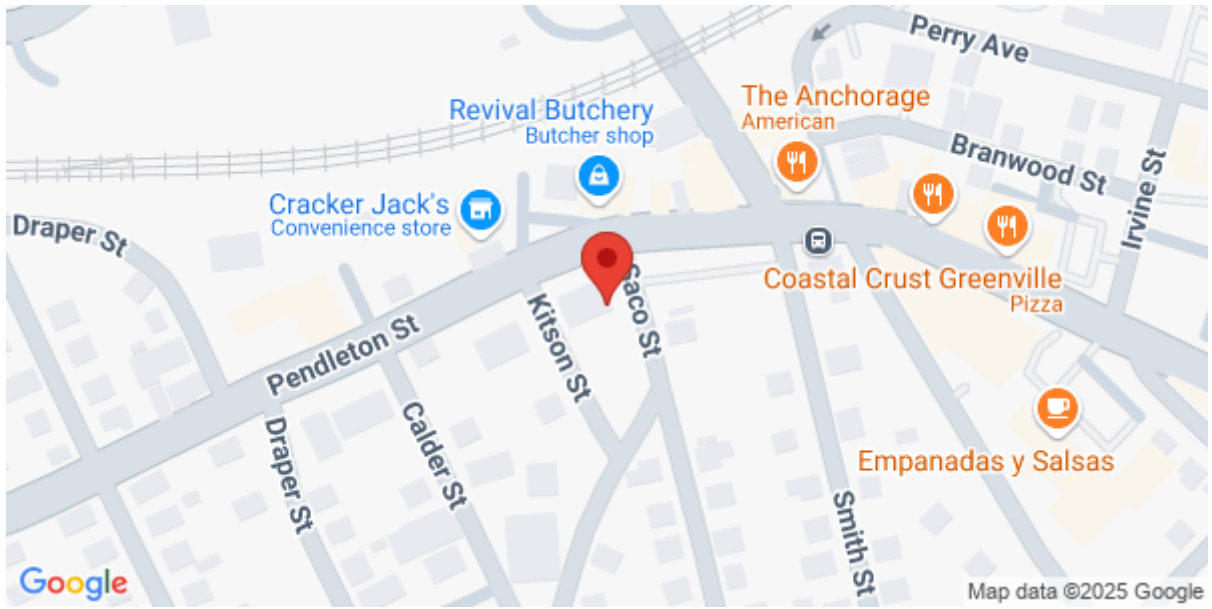 Perry Ave
The Anchorage
American
Revival Butchery
Butcher shop
Branwood St
Irvine St
Cracker Jack's
Convenience store
Draper St
Coastal Crust Greenville
Pizza
Saco St
Kitson St
Pendleton St
Calder St
Draper St
Empanadas y Salsas
Smith St
Google
Map data ©2025 Google